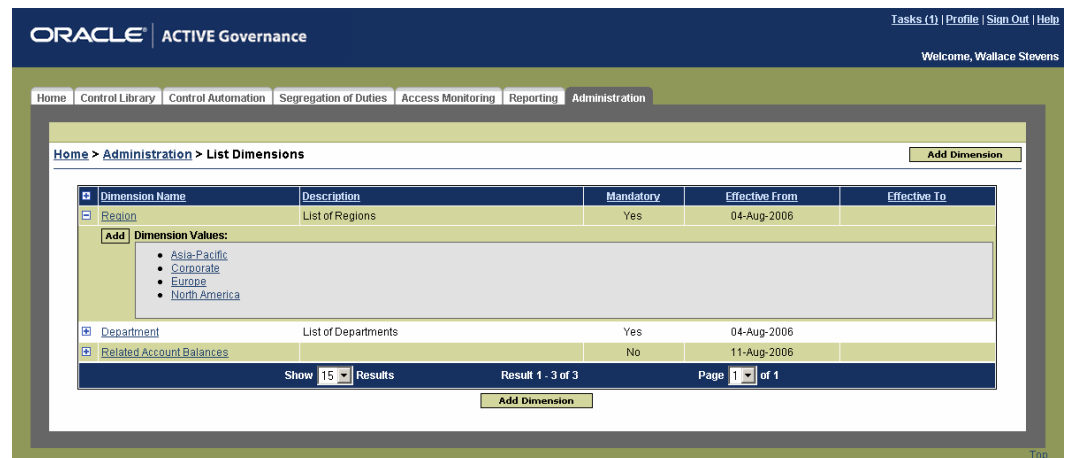 Tasks (1) | Profile | Sign Out | Help
ORACLE® | ACTIVE Governance
Welcome, Wallace Stevens
Home Control Library Control Automation Segregation of Duties Access Monitoring Reporting Administration
Home > Administration > List Dimensions Add Dimension
Dimension Name Description Mandatory Effective From Effective To
Region List of Regions Yes 04-Aug-2006
Add Dimension Values:
• Asia-Pacific
• Corporate
• Europe
• North America
Department List of Departments Yes 04-Aug-2006
Related Account Balances No 11-Aug-2006
Show 15 Results Result 1 - 3 of 3 Page 1 of 1
Add Dimension
Top